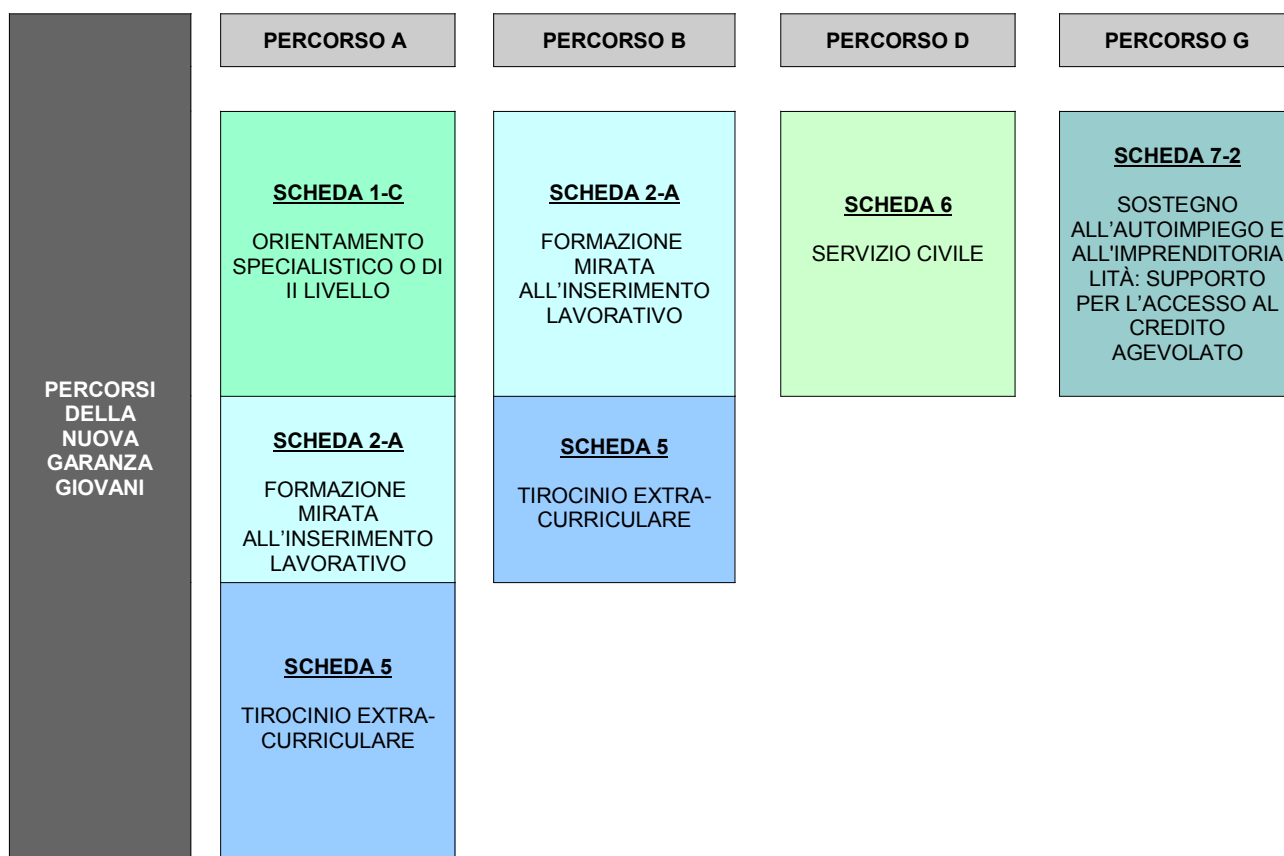 PERCORSI
DELLA
NUOVA
GARANZA
GIOVANI
PERCORSO A
SCHEDA 1-C
ORIENTAMENTO
SPECIALISTICO O DI
II LIVELLO
SCHEDA 2-A
FORMAZIONE
MIRATA
ALL’INSERIMENTO
LAVORATIVO
SCHEDA 5
TIROCINIO EXTRA-
CURRICULARE
PERCORSO B
SCHEDA 2-A
FORMAZIONE
MIRATA
ALL’INSERIMENTO
LAVORATIVO
SCHEDA 5
TIROCINIO EXTRA-
CURRICULARE
PERCORSO D
SCHEDA 6
SERVIZIO CIVILE
PERCORSO G
SCHEDA 7-2
SOSTEGNO
ALL’AUTOIMPIEGO E
ALL'IMPRENDITORIA
LITÀ: SUPPORTO
PER L’ACCESSO AL
CREDITO
AGEVOLATO